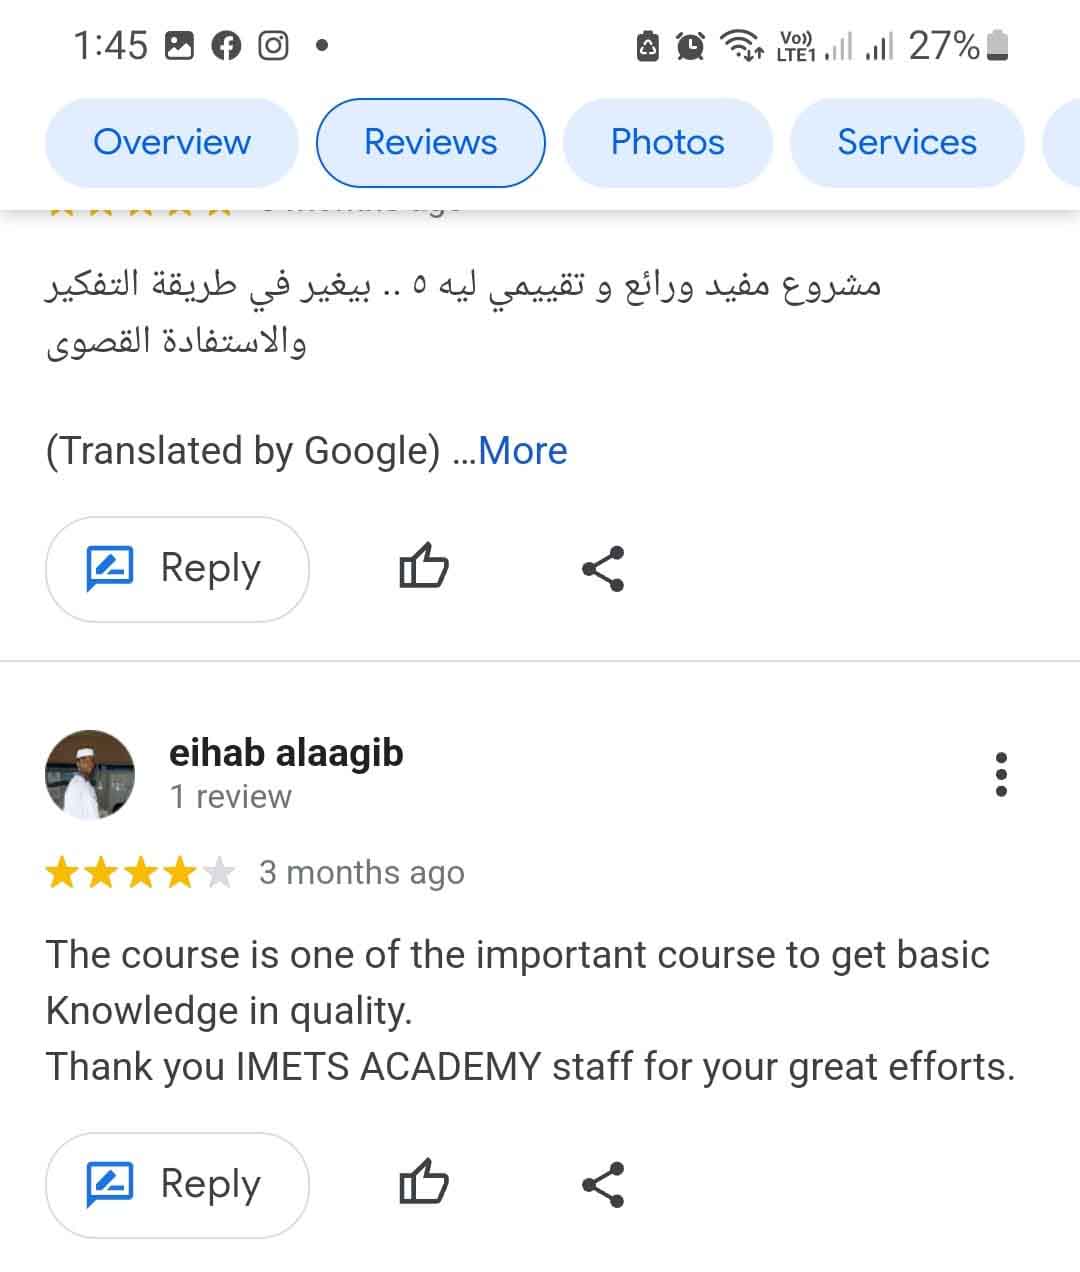 1:45
Vo)) LTE1 27%
Overview Reviews Photos Services
مشروع مفيد ورائع و تقييمي ليه ٥ .. بيغير في طريقة التفكير
والاستفادة القصوى
(Translated by Google) ...More
Reply
eihab alaagib
1 review
3 months ago
The course is one of the important course to get basic
Knowledge in quality.
Thank you IMETS ACADEMY staff for your great efforts.
Reply